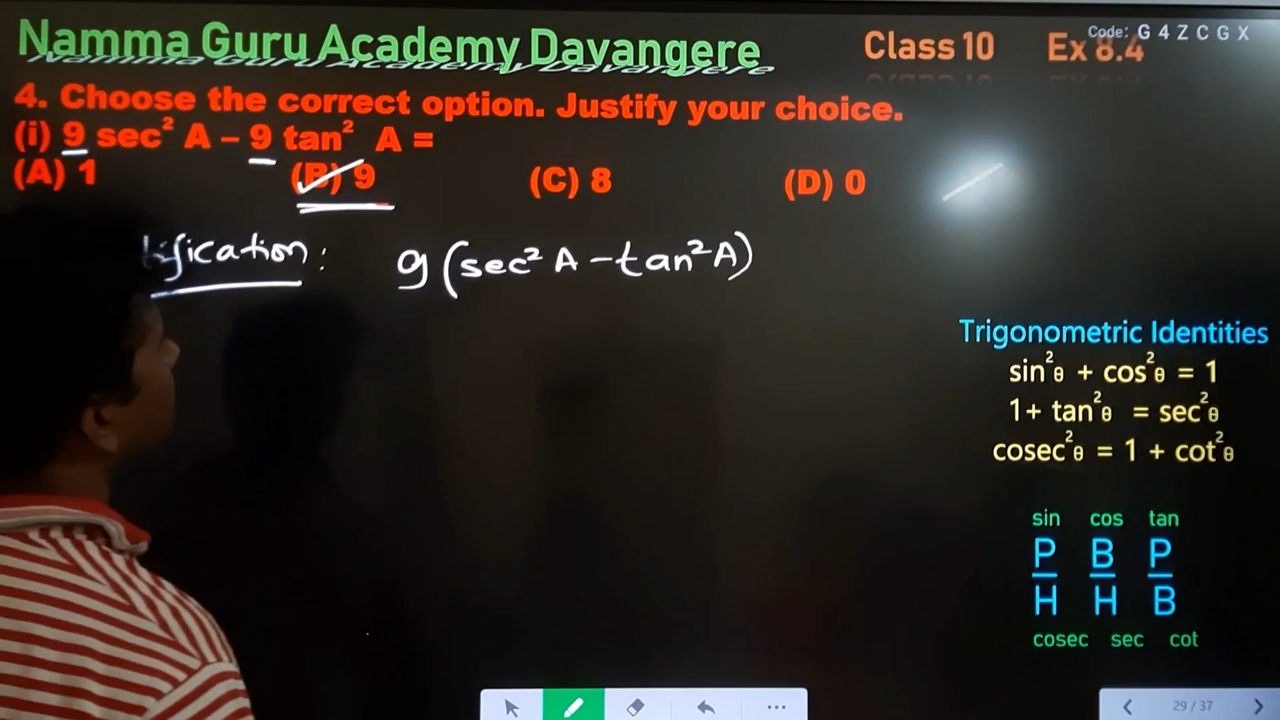 Namma Guru Academy Davangere
Class 10
Ex 8.4
Code: G 4 Z C G X
4. Choose the correct option. Justify your choice.
(i) 9 sec² A – 9 tan² A =
(A) 1 (B) 9 (C) 8 (D) 0
tification: 9 (sec² A – tan² A)
Trigonometric Identities
sin²θ + cos²θ = 1
1+ tan²θ = sec²θ
cosec²θ = 1 + cot²θ
sin cos tan
P B P
H H B
cosec sec cot
29 / 37